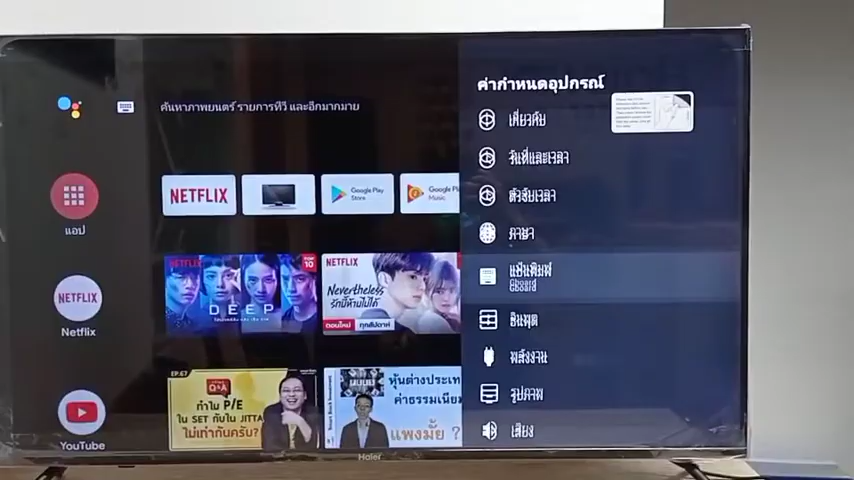 ค้นหาภาพยนตร์ รายการทีวี และอีกมากมาย
แอป
NETFLIX
Netflix
YouTube
NETFLIX
Google Play
Store
Google Pl
Music
NETFLIX
TOP
10
DEEP
NETFLIX
Nevertheless,
รักนี้ห้ามไม่ได้
ตอนใหม่ ทุกสัปดาห์
EP.67
Q&A
ทำไม P/E
ใน SET กับใน JITTA
ไม่เท่ากันครับ?
หุ้นต่างประเท
ค่าธรรมเนียม
แพงมั้ย ?
ค่ากำหนดอุปกรณ์
เกี่ยวกับ
วันที่และเวลา
ตัวจับเวลา
ภาษา
แป้นพิมพ์
Gboard
อินพุต
พลังงาน
รูปภาพ
เสียง
Haier